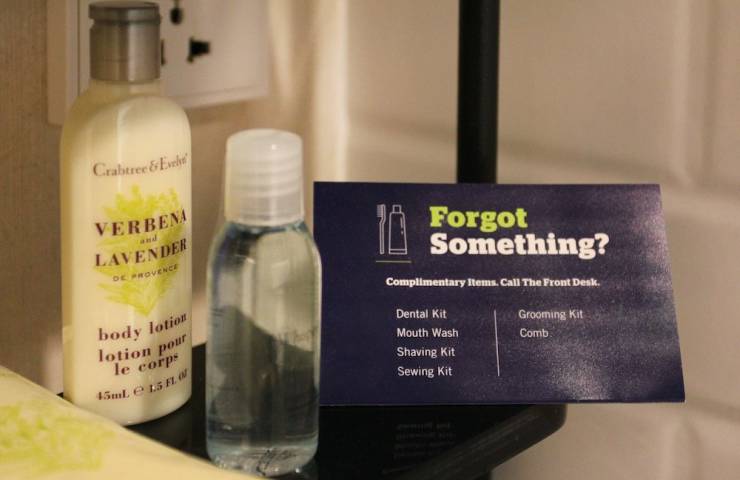 Crabtree & Evelyn®
VERBENA
and
LAVENDER
DE PROVENCE
body lotion
lotion pour
le corps
45mL e 1.5 FL. OZ
Forgot
Something?
Complimentary Items. Call The Front Desk.
Dental Kit
Mouth Wash
Shaving Kit
Sewing Kit
Grooming Kit
Comb